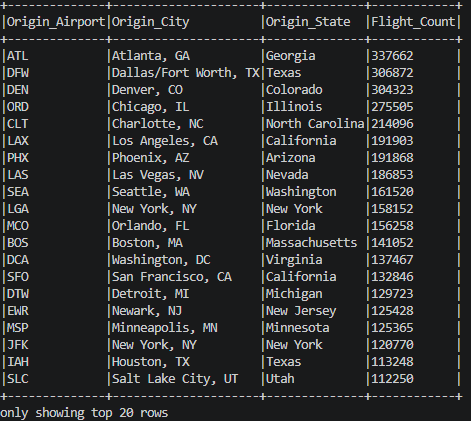 +--------------+---------------------+--------------+------------+
|Origin_Airport|Origin_City          |Origin_State  |Flight_Count|
+--------------+---------------------+--------------+------------+
|ATL           |Atlanta, GA          |Georgia       |337662      |
|DFW           |Dallas/Fort Worth, TX|Texas         |306872      |
|DEN           |Denver, CO           |Colorado      |304323      |
|ORD           |Chicago, IL          |Illinois      |275505      |
|CLT           |Charlotte, NC        |North Carolina|214096      |
|LAX           |Los Angeles, CA      |California    |191903      |
|PHX           |Phoenix, AZ          |Arizona       |191868      |
|LAS           |Las Vegas, NV        |Nevada        |186853      |
|SEA           |Seattle, WA          |Washington    |161520      |
|LGA           |New York, NY         |New York      |158152      |
|MCO           |Orlando, FL          |Florida       |156258      |
|BOS           |Boston, MA           |Massachusetts |141052      |
|DCA           |Washington, DC       |Virginia      |137467      |
|SFO           |San Francisco, CA    |California    |132846      |
|DTW           |Detroit, MI          |Michigan      |129723      |
|EWR           |Newark, NJ           |New Jersey    |125428      |
|MSP           |Minneapolis, MN      |Minnesota     |125365      |
|JFK           |New York, NY         |New York      |120770      |
|IAH           |Houston, TX          |Texas         |113248      |
|SLC           |Salt Lake City, UT   |Utah          |112250      |
+--------------+---------------------+--------------+------------+
only showing top 20 rows